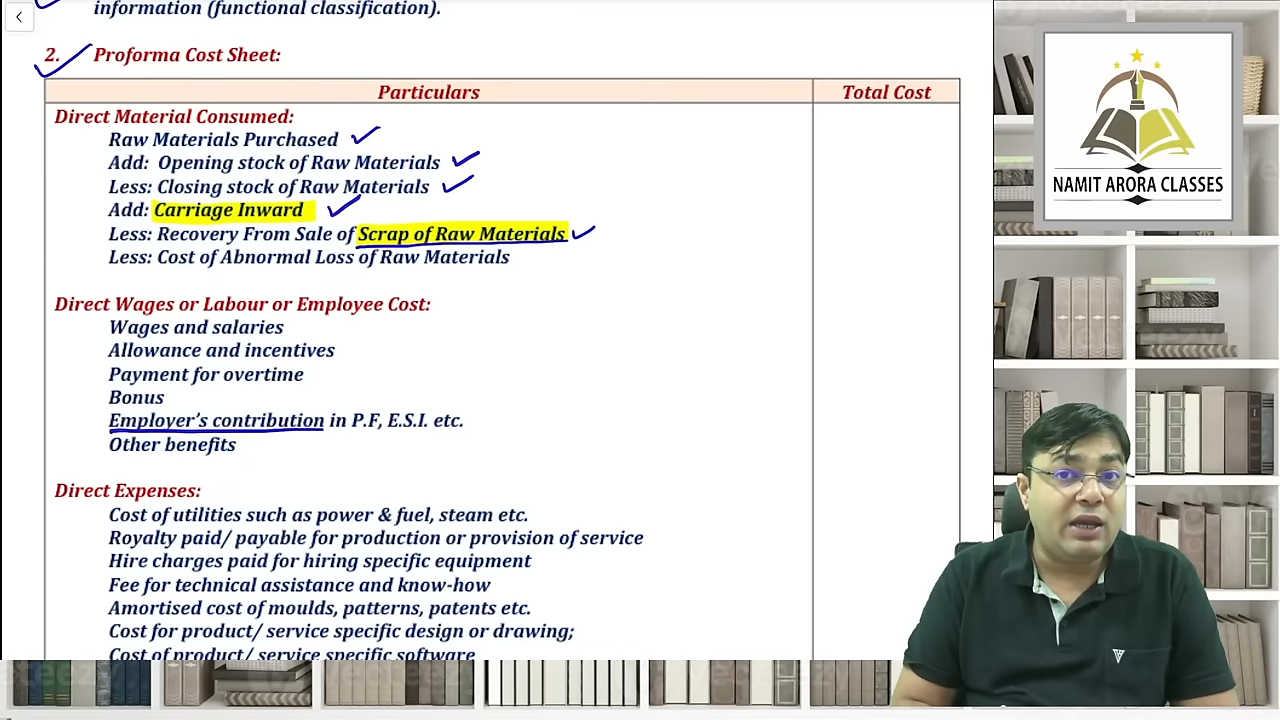 information (functional classification).
2. Proforma Cost Sheet:
Particulars Total Cost
Direct Material Consumed:
Raw Materials Purchased
Add: Opening stock of Raw Materials
Less: Closing stock of Raw Materials
Add: Carriage Inward
Less: Recovery From Sale of Scrap of Raw Materials
Less: Cost of Abnormal Loss of Raw Materials
Direct Wages or Labour or Employee Cost:
Wages and salaries
Allowance and incentives
Payment for overtime
Bonus
Employer's contribution in P.F, E.S.I. etc.
Other benefits
Direct Expenses:
Cost of utilities such as power & fuel, steam etc.
Royalty paid/ payable for production or provision of service
Hire charges paid for hiring specific equipment
Fee for technical assistance and know-how
Amortised cost of moulds, patterns, patents etc.
Cost for product/ service specific design or drawing;
Cost of product/ service specific software
NAMIT ARORA CLASSES